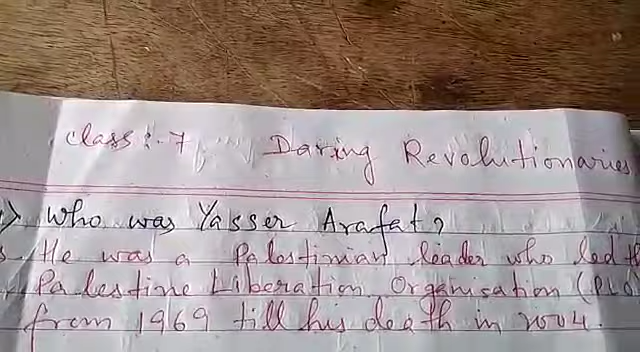 class :- 7 Daring Revolutionaries
> Who was Yasser Arafat?
s. He was a Palestinian leader who led th
Palestine Liberation Organisation (PLO)
from 1969 till his death in 2004.